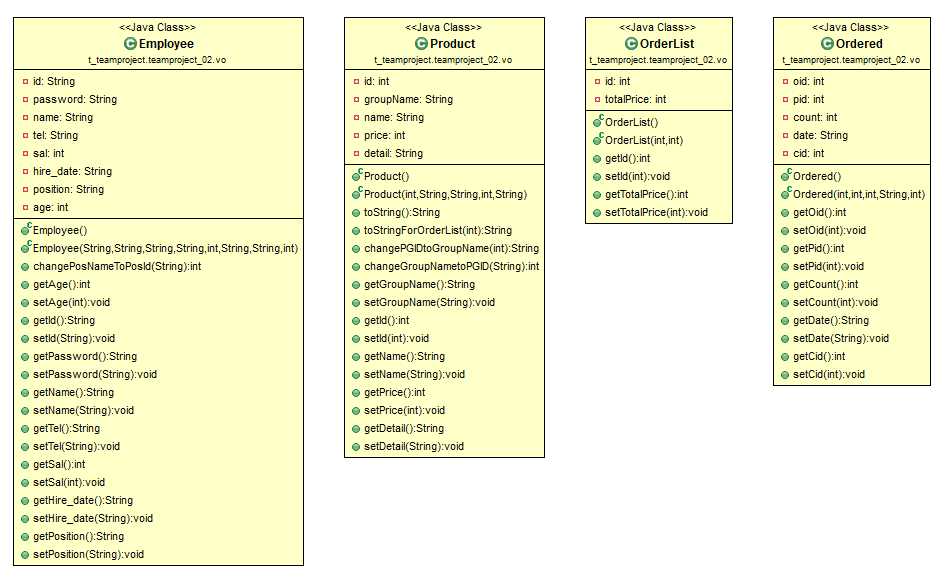 <<Java Class>>
Employee
t_teamproject.teamproject_02.vo
id: String
password: String
name: String
tel: String
sal: int
hire_date: String
position: String
age: int
Employee()
Employee(String,String,String,String,int,String,String,int)
changePosNameToPosId(String):int
getAge():int
setAge(int):void
getId():String
setId(String):void
getPassword():String
setPassword(String):void
getName():String
setName(String):void
getTel():String
setTel(String):void
getSal():int
setSal(int):void
getHire_date():String
setHire_date(String):void
getPosition():String
setPosition(String):void
<<Java Class>>
Product
t_teamproject.teamproject_02.vo
id: int
groupName: String
name: String
price: int
detail: String
Product()
Product(int,String,String,int,String)
toString():String
toStringForOrderList(int):String
changePGIDtoGroupName(int):String
changeGroupNametoPGID(String):int
getGroupName():String
setGroupName(String):void
getId():int
setId(int):void
getName():String
setName(String):void
getPrice():int
setPrice(int):void
getDetail():String
setDetail(String):void
<<Java Class>>
OrderList
t_teamproject.teamproject_02.vo
id: int
totalPrice: int
OrderList()
OrderList(int,int)
getId():int
setId(int):void
getTotalPrice():int
setTotalPrice(int):void
<<Java Class>>
Ordered
t_teamproject.teamproject_02.vo
oid: int
pid: int
count: int
date: String
cid: int
Ordered()
Ordered(int,int,int,String,int)
getOid():int
setOid(int):void
getPid():int
setPid(int):void
getCount():int
setCount(int):void
getDate():String
setDate(String):void
getCid():int
setCid(int):void